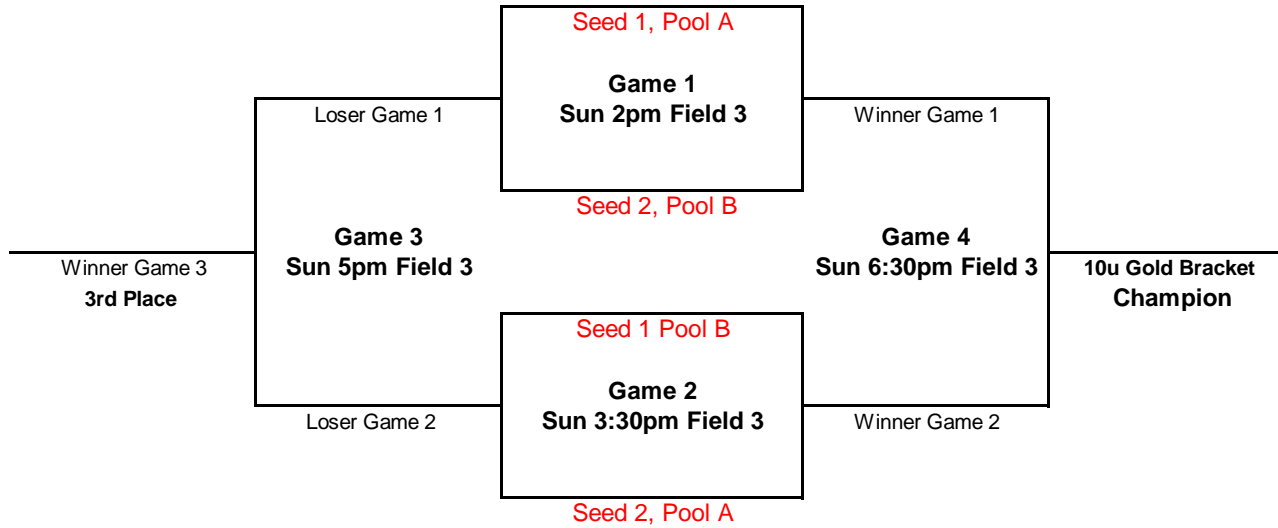 Seed 1, Pool A
Game 1
Sun 2pm Field 3
Loser Game 1
Winner Game 1
Seed 2, Pool B
Game 3
Sun 5pm Field 3
Game 4
Sun 6:30pm Field 3
Winner Game 3
3rd Place
10u Gold Bracket
Champion
Seed 1 Pool B
Game 2
Sun 3:30pm Field 3
Loser Game 2
Winner Game 2
Seed 2, Pool A